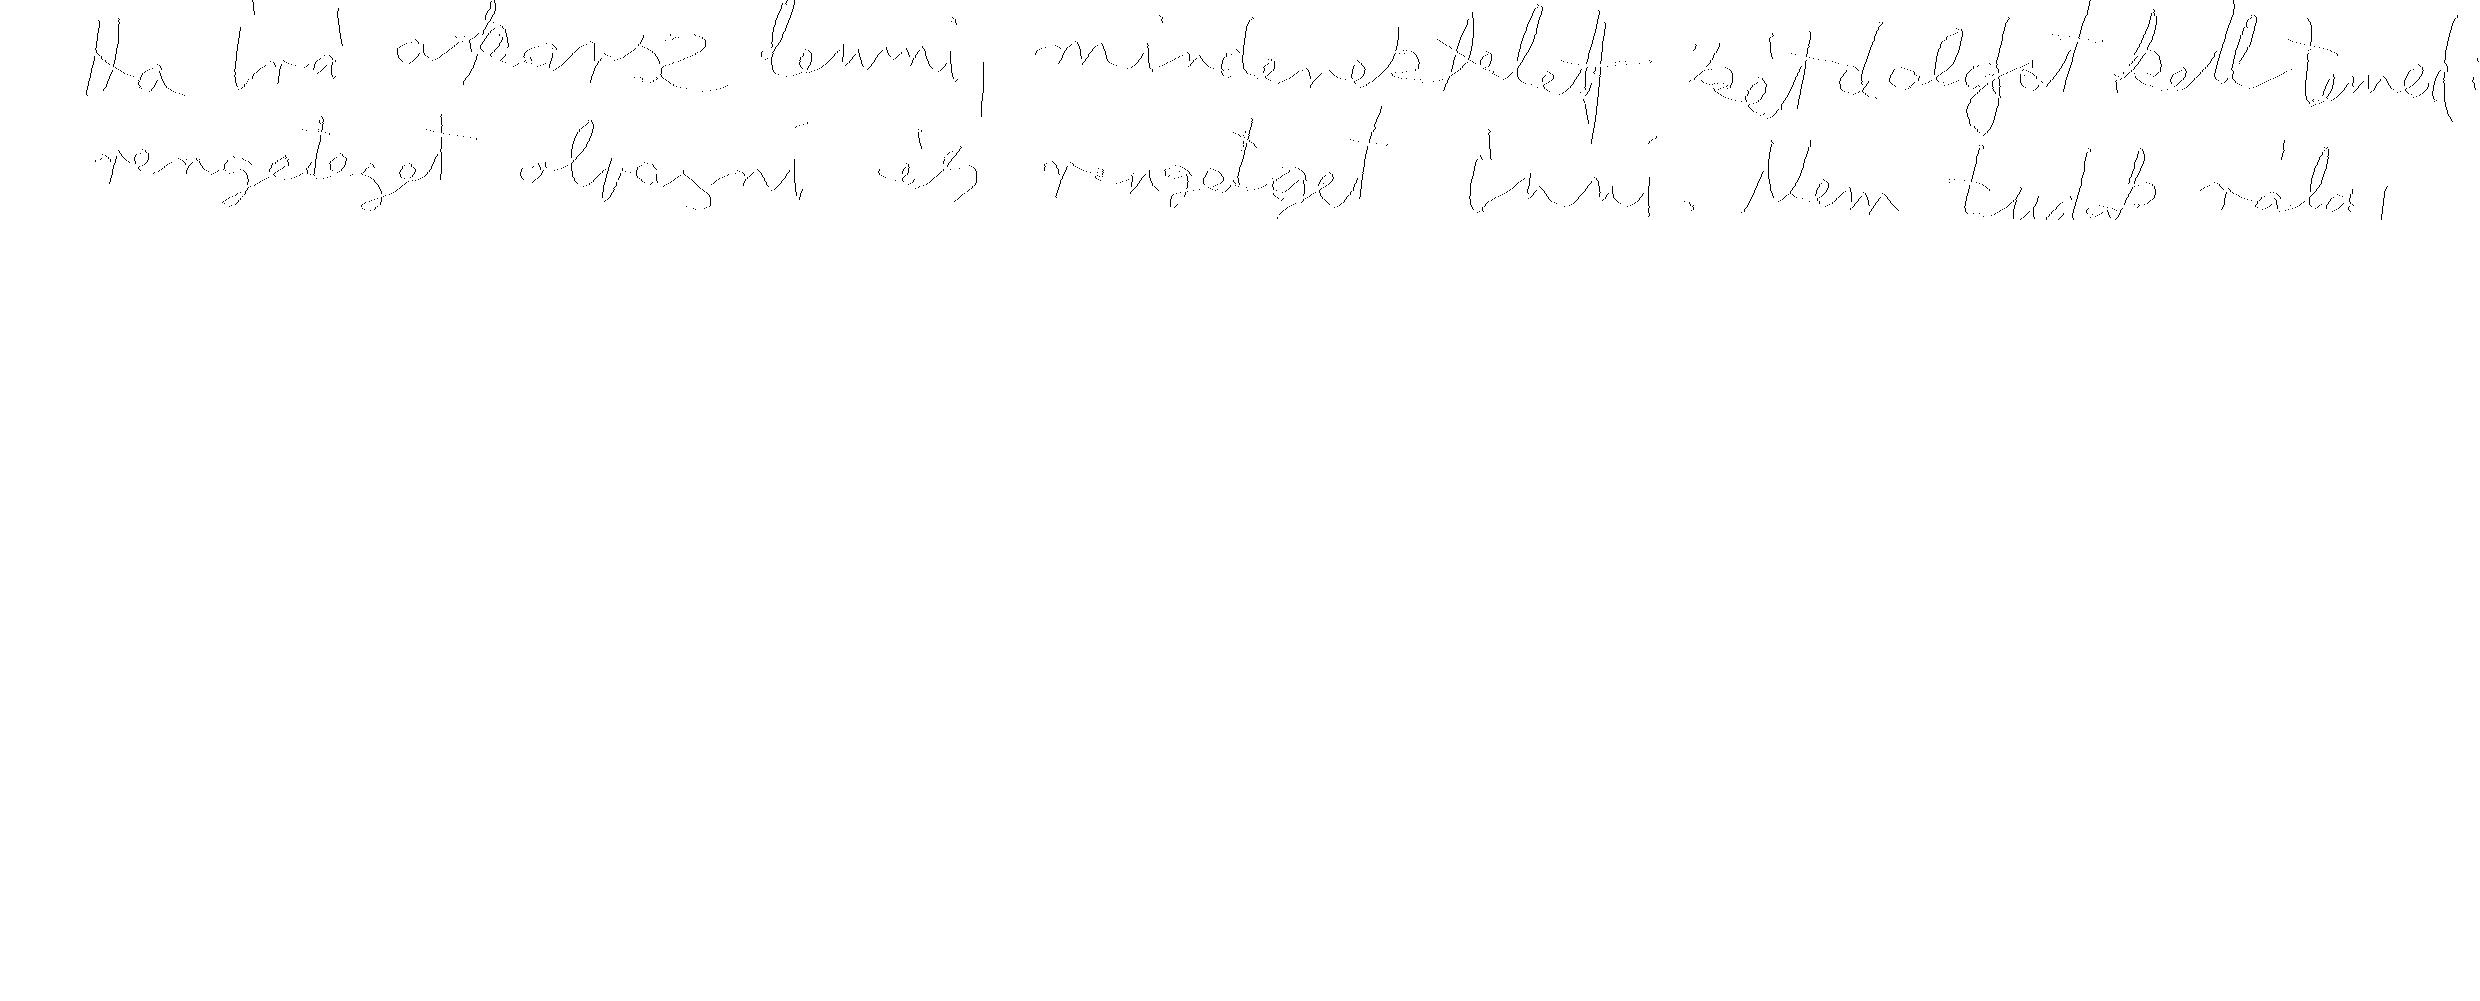 Ha író akarsz lenni, mindenekelőtt két dolgot kell tenned:
rengeteget olvasni és rengeteget írni. Nem tudok róla,